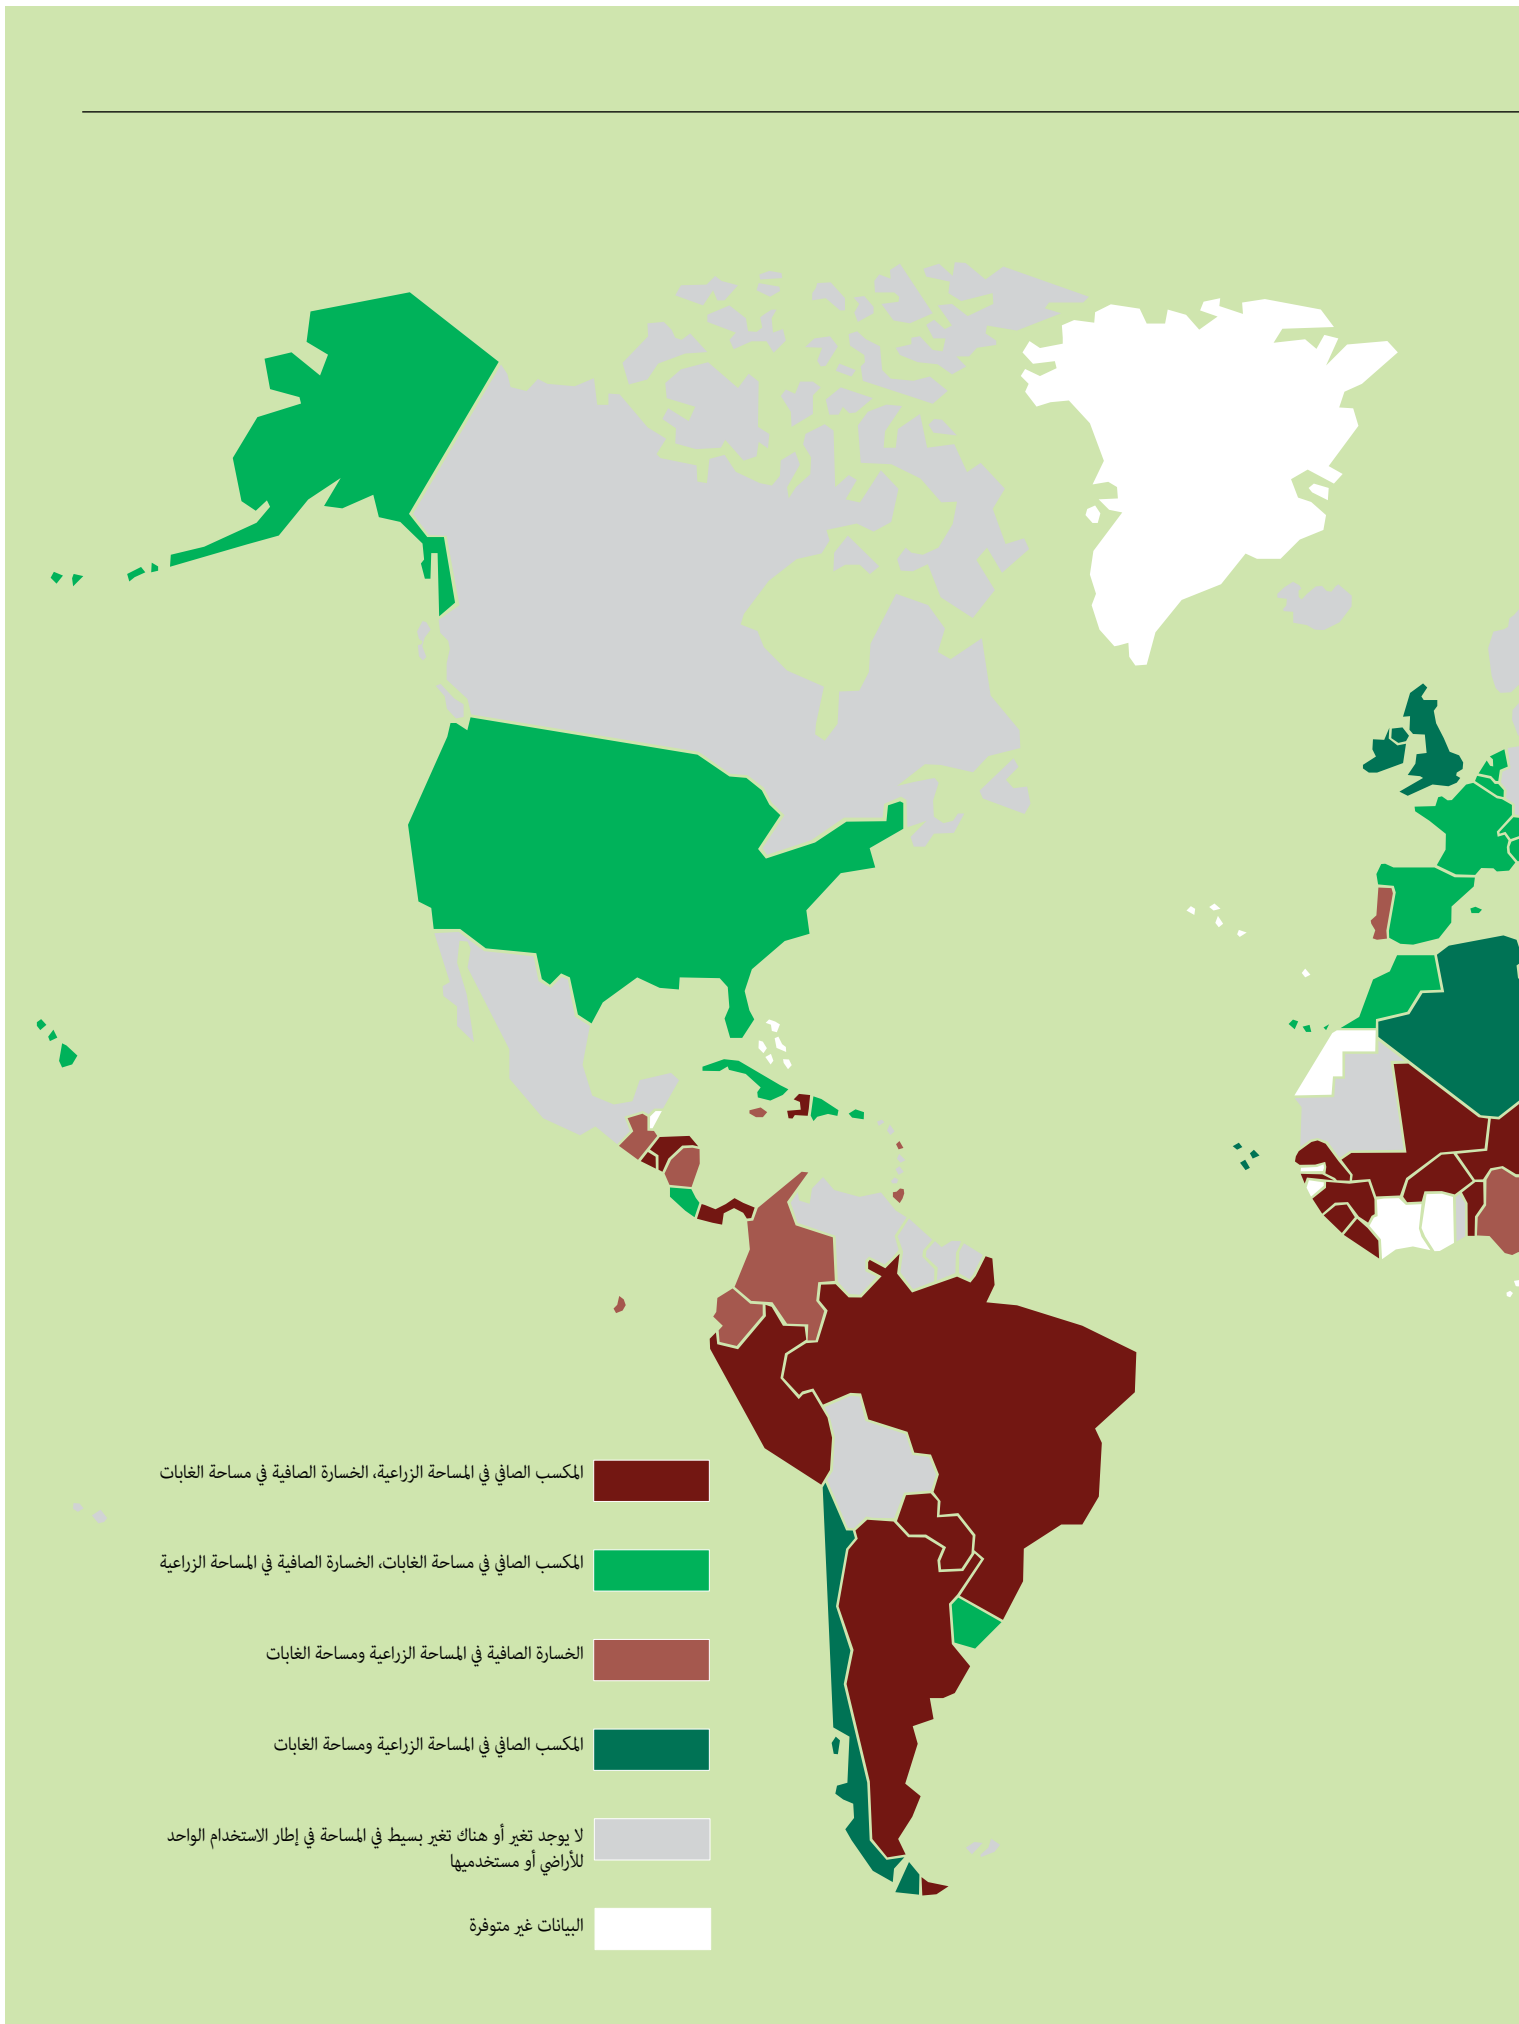 المكسب الصافي في المساحة الزراعية، الخسارة الصافية في مساحة الغابات
المكسب الصافي في مساحة الغابات، الخسارة الصافية في المساحة الزراعية
الخسارة الصافية في المساحة الزراعية ومساحة الغابات
المكسب الصافي في المساحة الزراعية ومساحة الغابات
لا يوجد تغير أو هناك تغير بسيط في المساحة في إطار الاستخدام الواحد
للأراضي أو مستخدميها
البيانات غير متوفرة